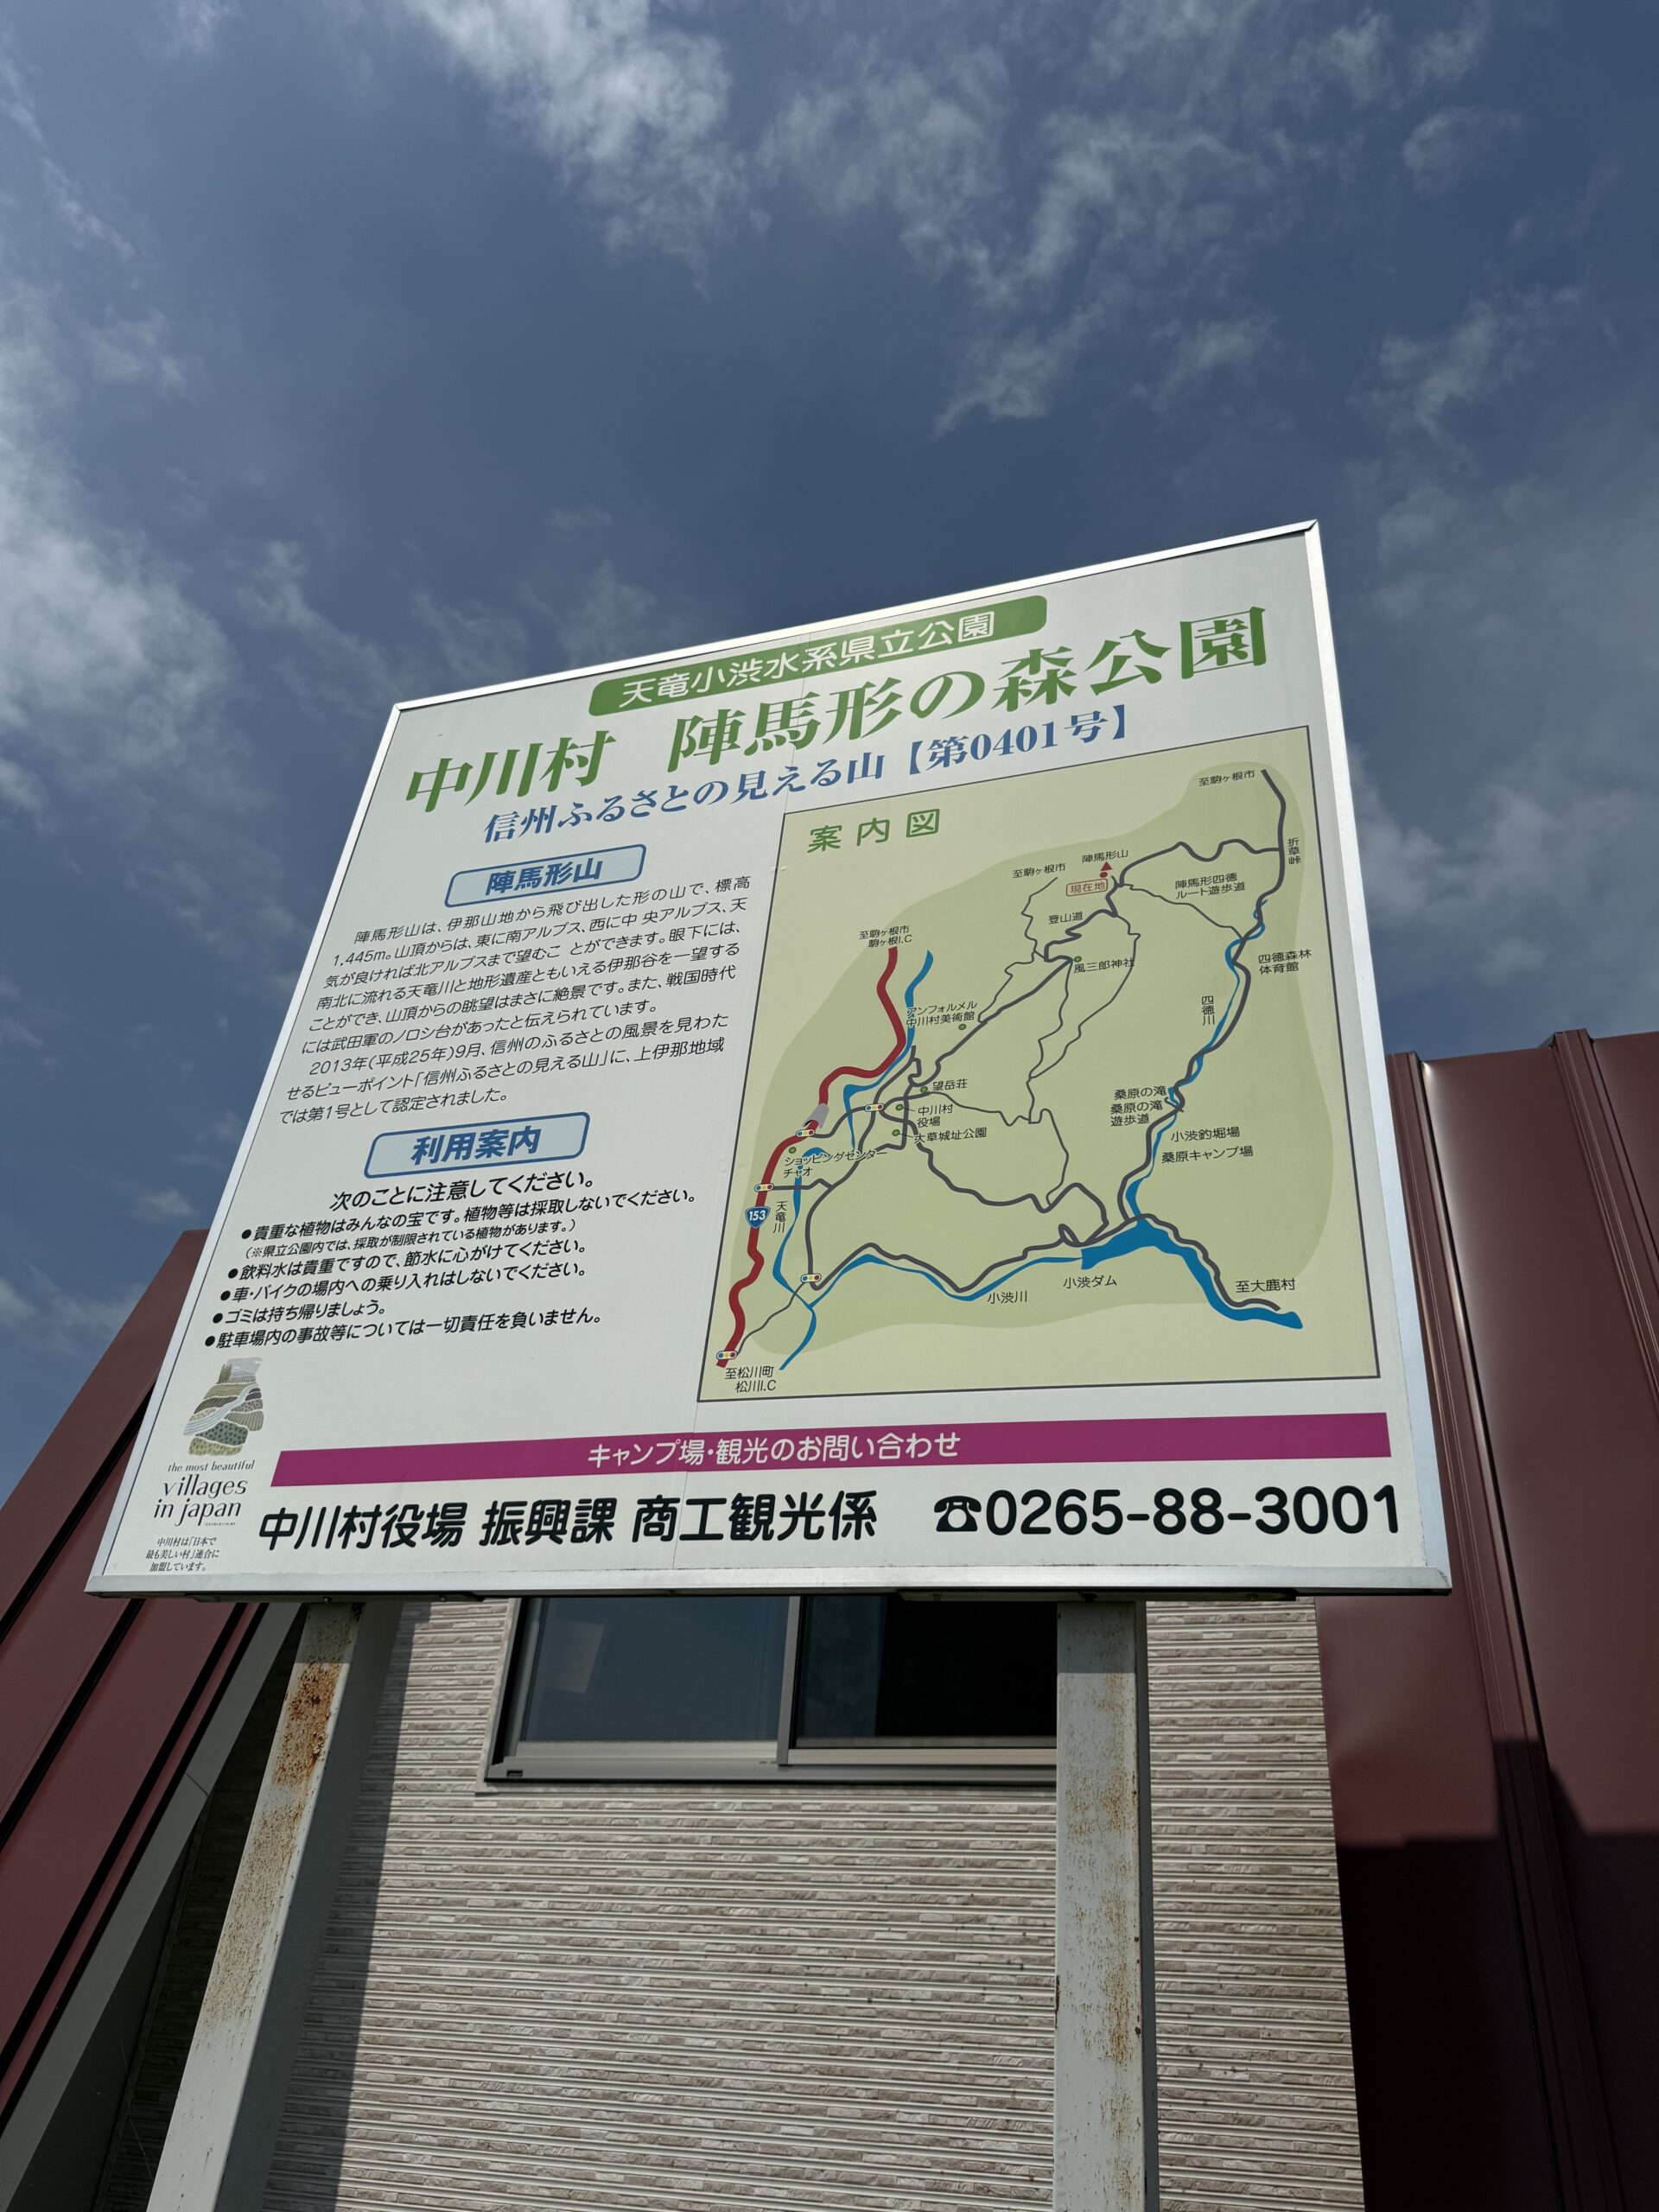 天竜小渋水系県立公園
中川村 陣馬形の森公園
信州ふるさとの見える山【第0401号】
陣馬形山
陣馬形山は、伊那山地から飛び出した形の山で、標高
1,445m。山頂からは、東に南アルプス、西に中 央アルプス、天
気が良ければ北アルプスまで望むこ とができます。眼下には、
南北に流れる天竜川と地形遺産ともいえる伊那谷を一望する
ことができ、山頂からの眺望はまさに絶景です。また、戦国時代
には武田軍のノロシ台があったと伝えられています。
2013年(平成25年)9月、信州のふるさとの風景を見わた
せるビューポイント「信州ふるさとの見える山」に、上伊那地域
では第1号として認定されました。
利用案内
次のことに注意してください。
●貴重な植物はみんなの宝です。植物等は採取しないでください。
(※県立公園内では、採取が制限されている植物があります。)
●飲料水は貴重ですので、節水に心がけてください。
●車・バイクの場内への乗り入れはしないでください。
●ゴミは持ち帰りましょう。
●駐車場内の事故等については一切責任を負いません。
案内図
至駒ヶ根市
折草峠
陣馬形山
至駒ヶ根市
現在地
陣馬形四徳
ルート遊歩道
登山道
至駒ヶ根市
駒ヶ根I.C
風三郎神社
四徳森林
体育館
アンフォルメル
中川村美術館
四徳川
望岳荘
中川村
役場
大草城址公園
桑原の滝
桑原の滝
遊歩道
小渋釣堀場
桑原キャンプ場
ショッピングセンター
チャオ
天竜川
153
小渋ダム
小渋川
至大鹿村
至松川町
松川I.C
the most beautiful
villages
in japan
中川村は「日本で
最も美しい村」連合に
加盟しています。
キャンプ場・観光のお問い合わせ
中川村役場 振興課 商工観光係 ☎0265-88-3001